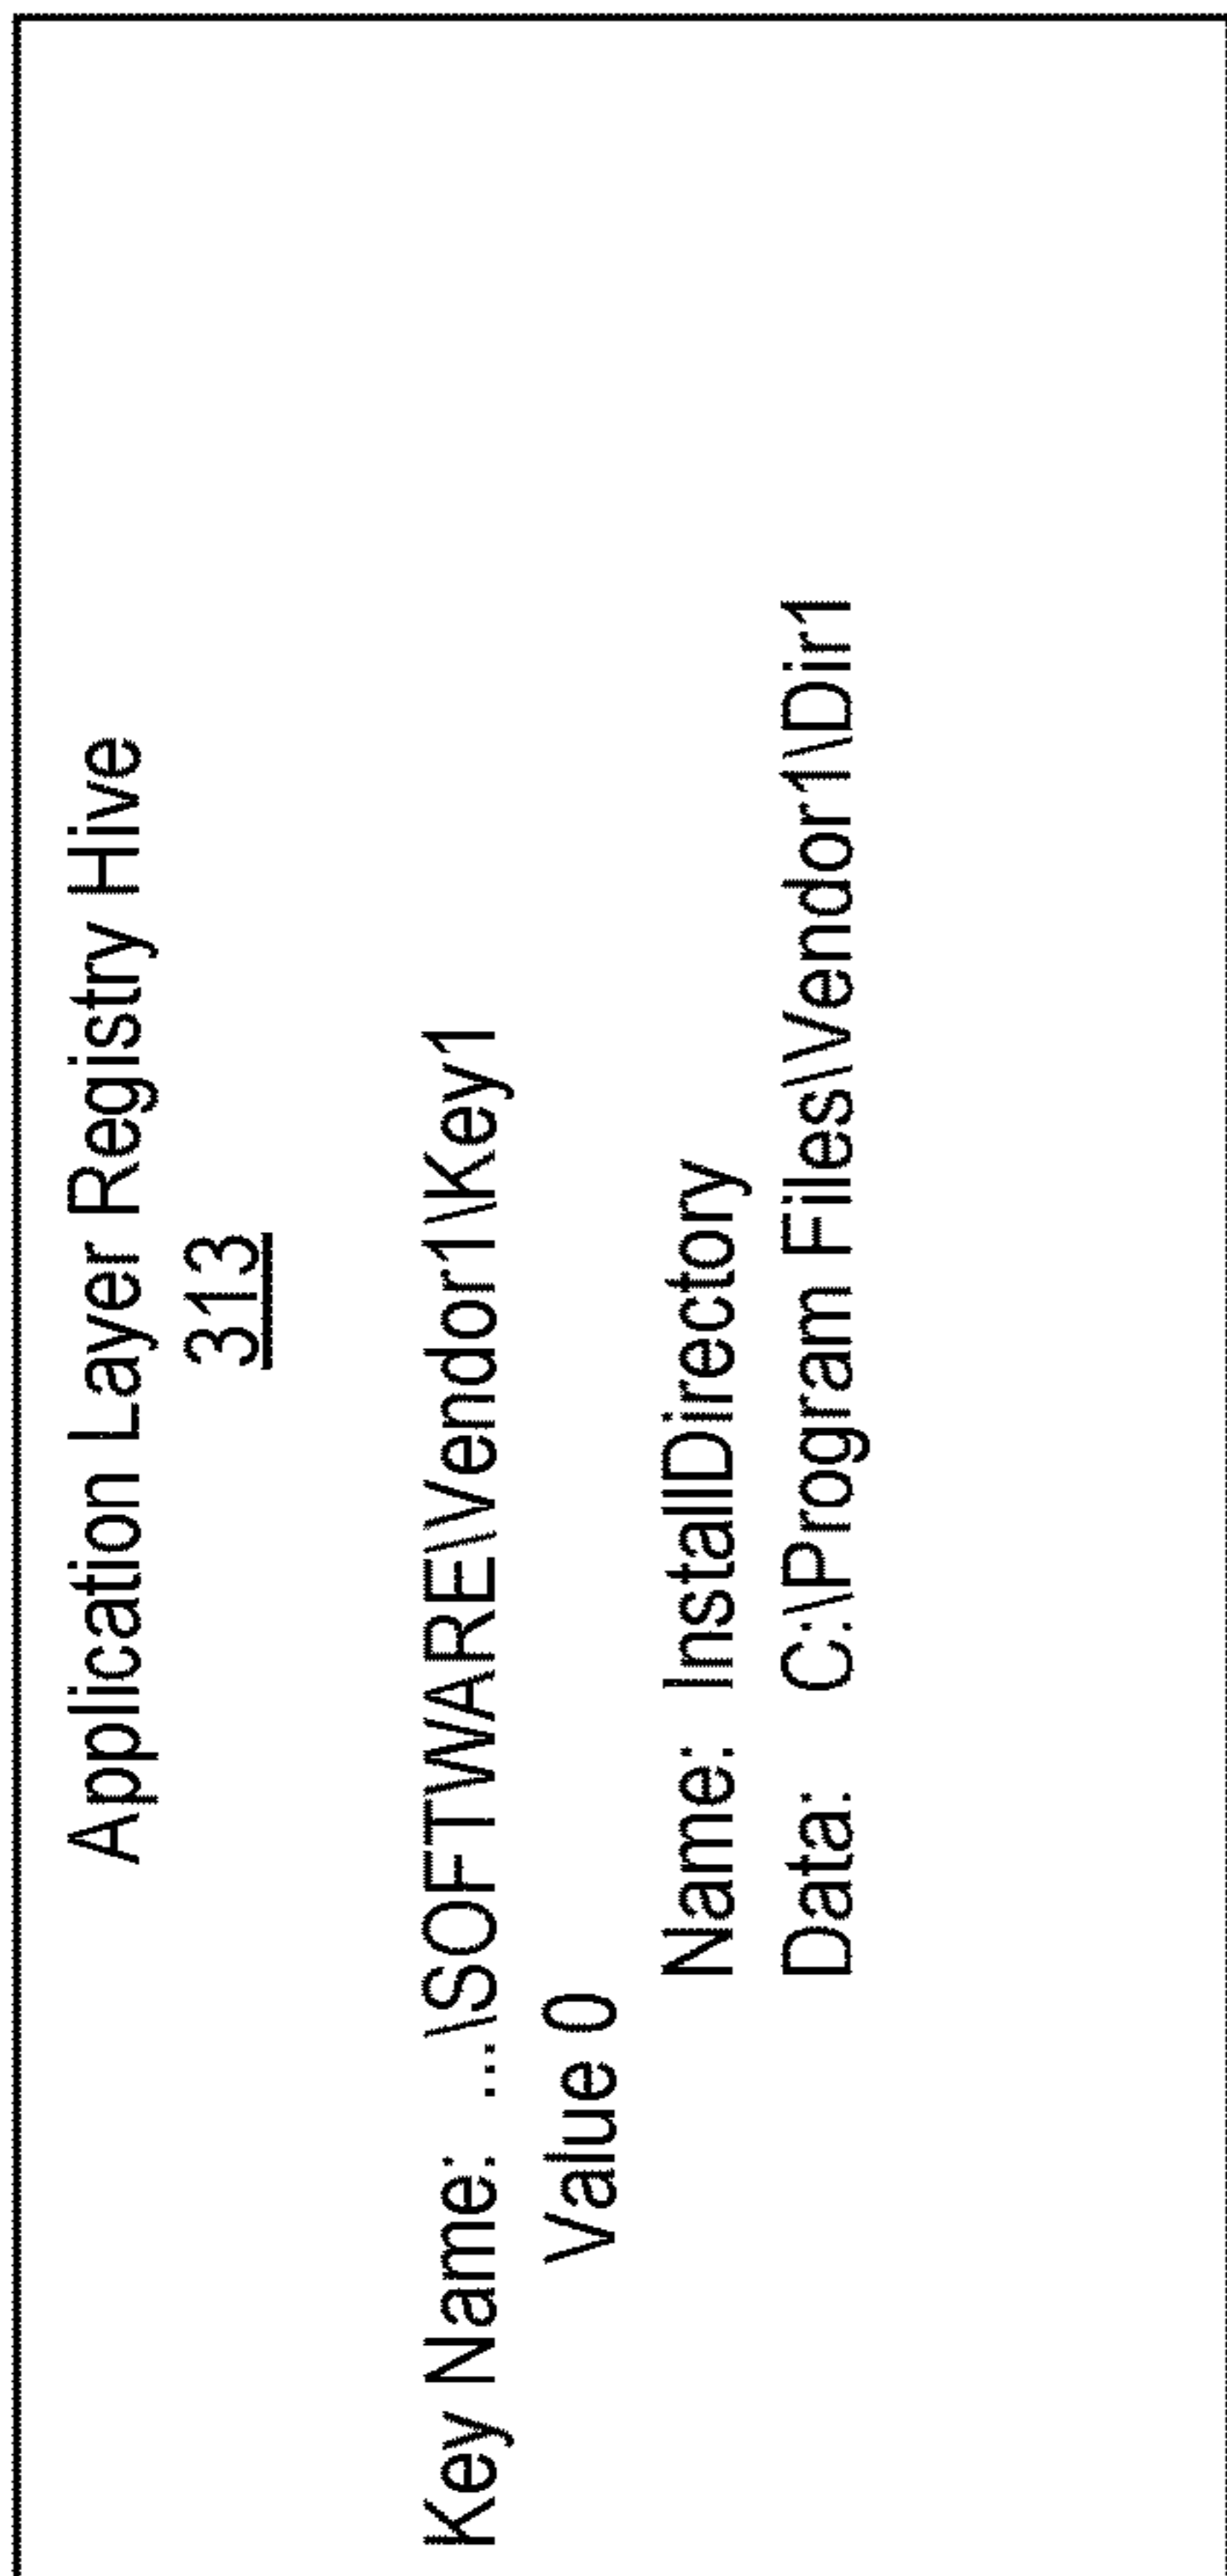 Application Layer Registry Hive
313
Key Name: ...\SOFTWARE\Vendor1\Key1
Value 0
Name: InstallDirectory
Data: C:\Program Files\Vendor1\Dir1